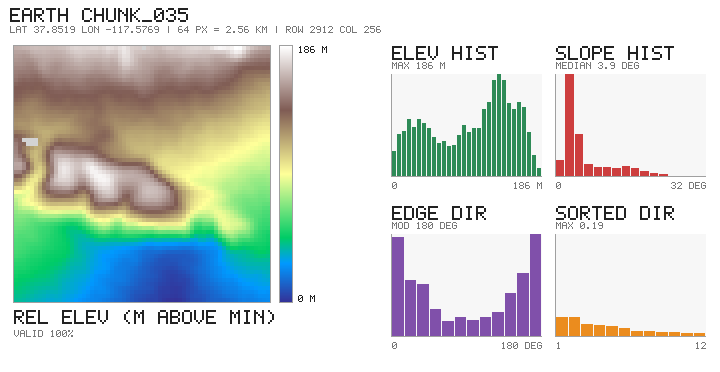 EARTH CHUNK_035
LAT 37.8519 LON -117.5769 | 64 PX = 2.56 KM | ROW 2912 COL 256
186 M
0 M
REL ELEV (M ABOVE MIN)
VALID 100%
ELEV HIST
MAX 186 M
0
186 M
SLOPE HIST
MEDIAN 3.9 DEG
0
32 DEG
EDGE DIR
MOD 180 DEG
0
180 DEG
SORTED DIR
MAX 0.19
1
12